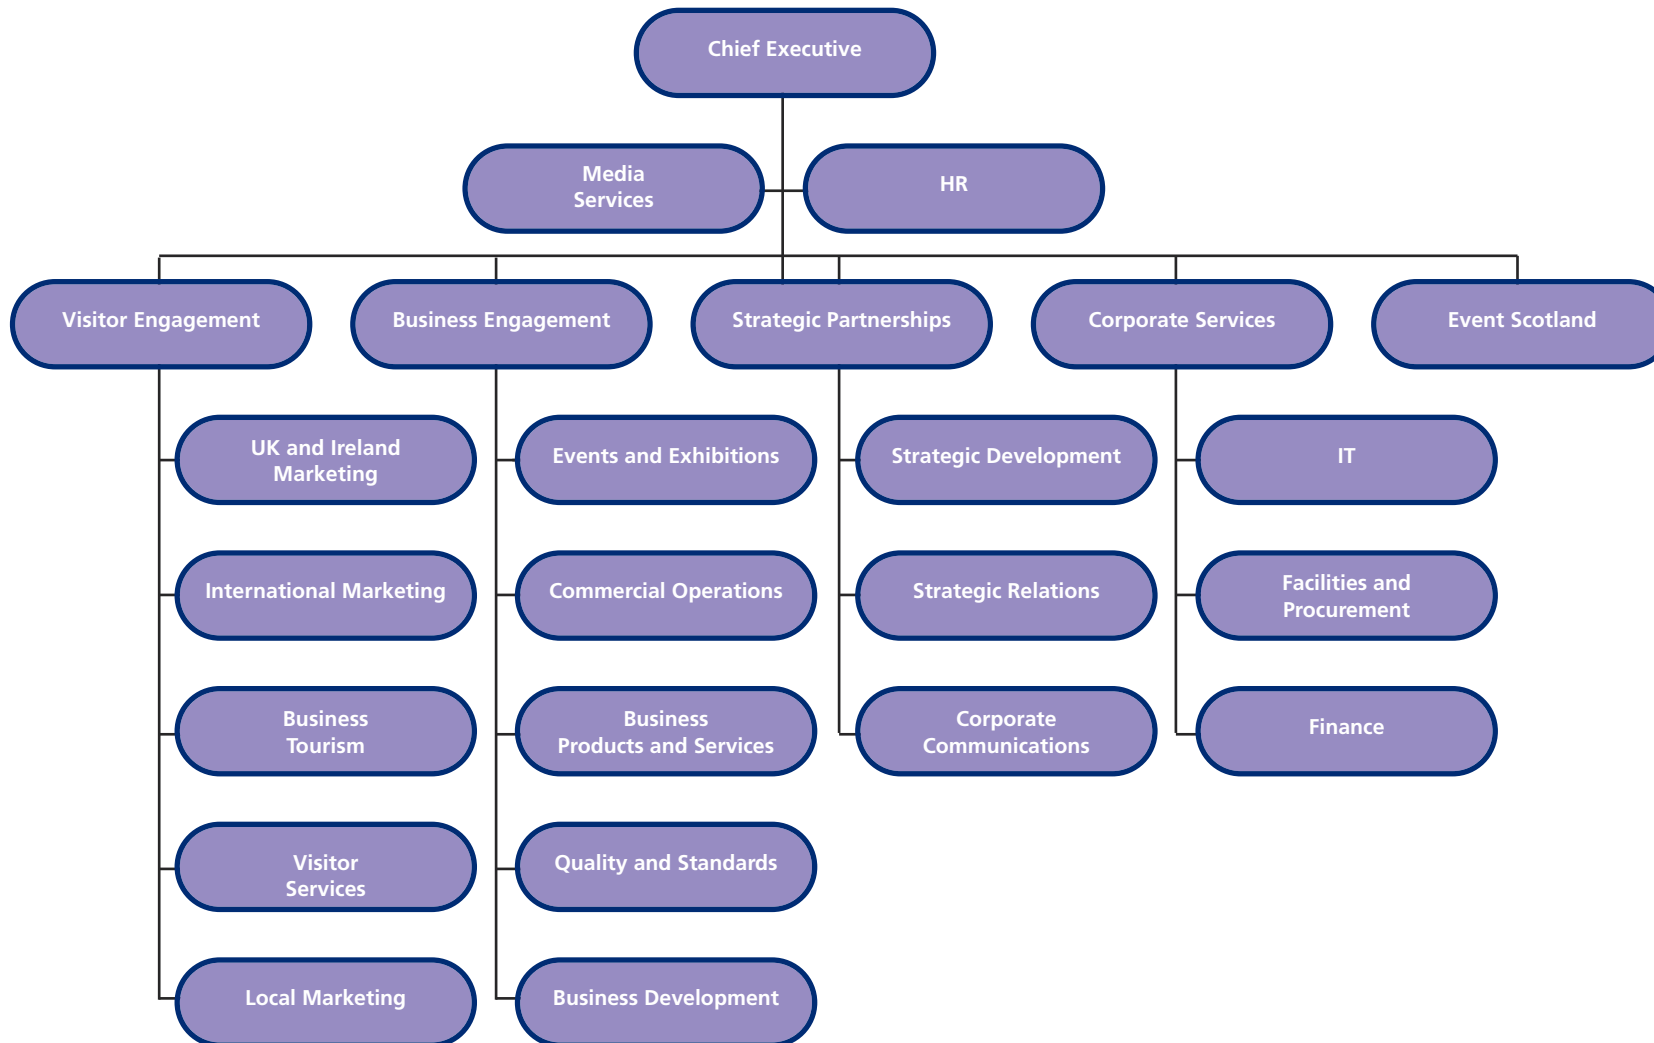 Chief Executive
Media
Services
HR
Visitor Engagement
Business Engagement
Strategic Partnerships
Corporate Services
Event Scotland
UK and Ireland
Marketing
Events and Exhibitions
Strategic Development
IT
International Marketing
Commercial Operations
Strategic Relations
Facilities and
Procurement
Business
Tourism
Business
Products and Services
Corporate
Communications
Finance
Visitor
Services
Quality and Standards
Local Marketing
Business Development